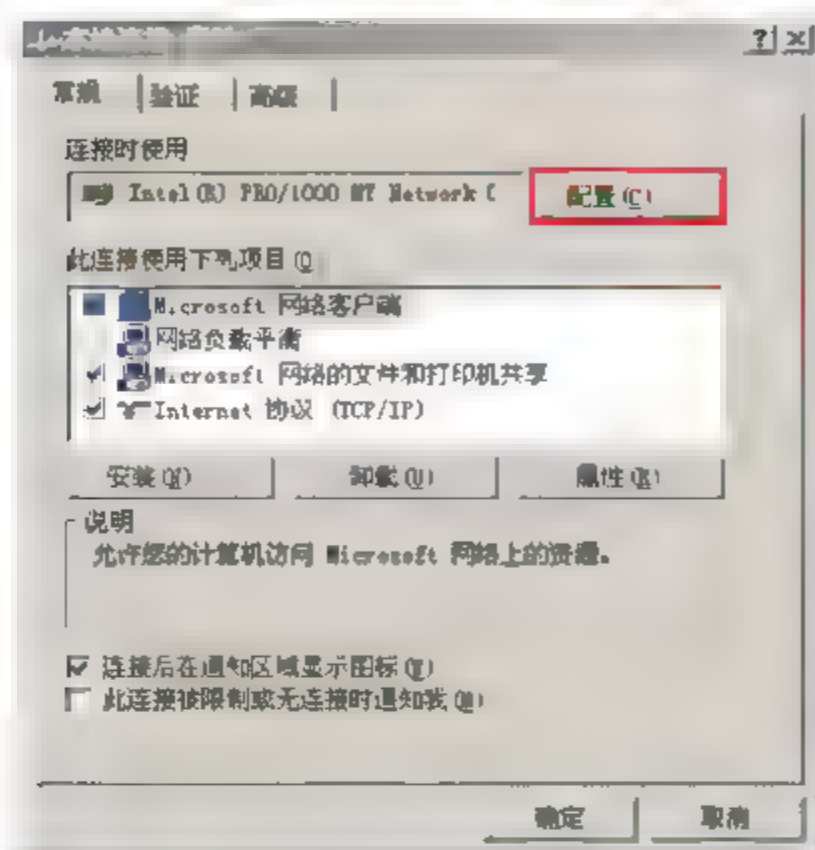 常规 验证 高级
连接时使用
Intel(R) PRO/1000 MT Network C 配置(C)
此连接使用下列项目(O)
Microsoft 网络客户端
网络负载平衡
Microsoft 网络的文件和打印机共享
Internet 协议 (TCP/IP)
安装(N) 卸载(U) 属性(R)
说明
允许您的计算机访问 Microsoft 网络上的资源。
连接后在通知区域显示图标(W)
此连接被限制或无连接时通知我(M)
确定 取消